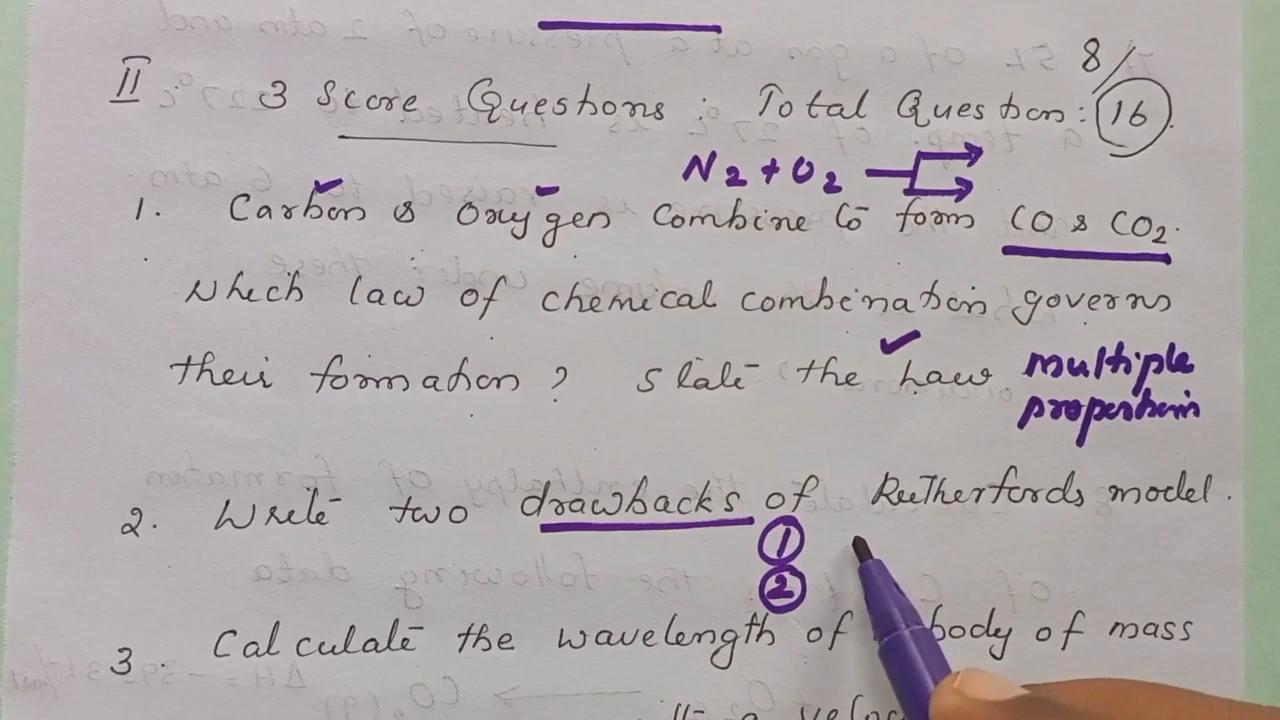 II 3 Score Questions : Total Question: 8/16
N2 + O2
1. Carbon & Oxygen Combine to form CO & CO2.
Which law of chemical combination governs
their formation ? State the Law multiple
proportion
2. Write two drawbacks of Rutherfords model.
1
2
3. Calculate the wavelength of body of mass